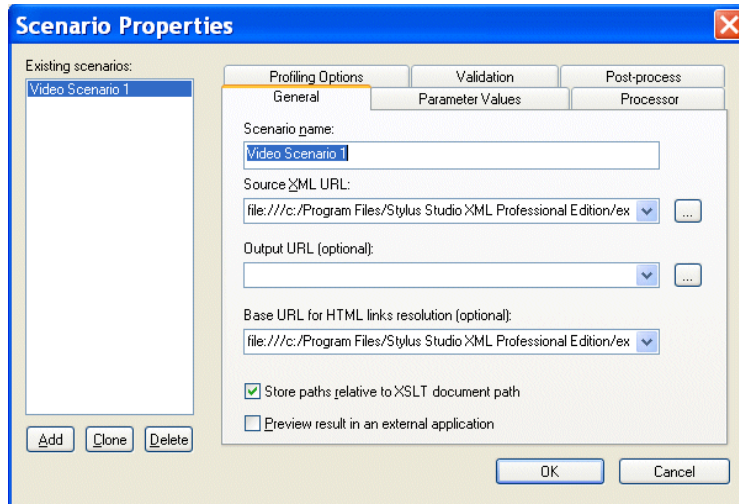 Scenario Properties
Existing scenarios:
Video Scenario 1
Profiling Options
Validation
Post-process
General
Parameter Values
Processor
Scenario name:
Video Scenario 1
Source XML URL:
file:///c:/Program Files/Stylus Studio XML Professional Edition/ex
...
Output URL (optional):
...
Base URL for HTML links resolution (optional):
file:///c:/Program Files/Stylus Studio XML Professional Edition/ex
Store paths relative to XSLT document path
Preview result in an external application
Add
Clone
Delete
OK
Cancel